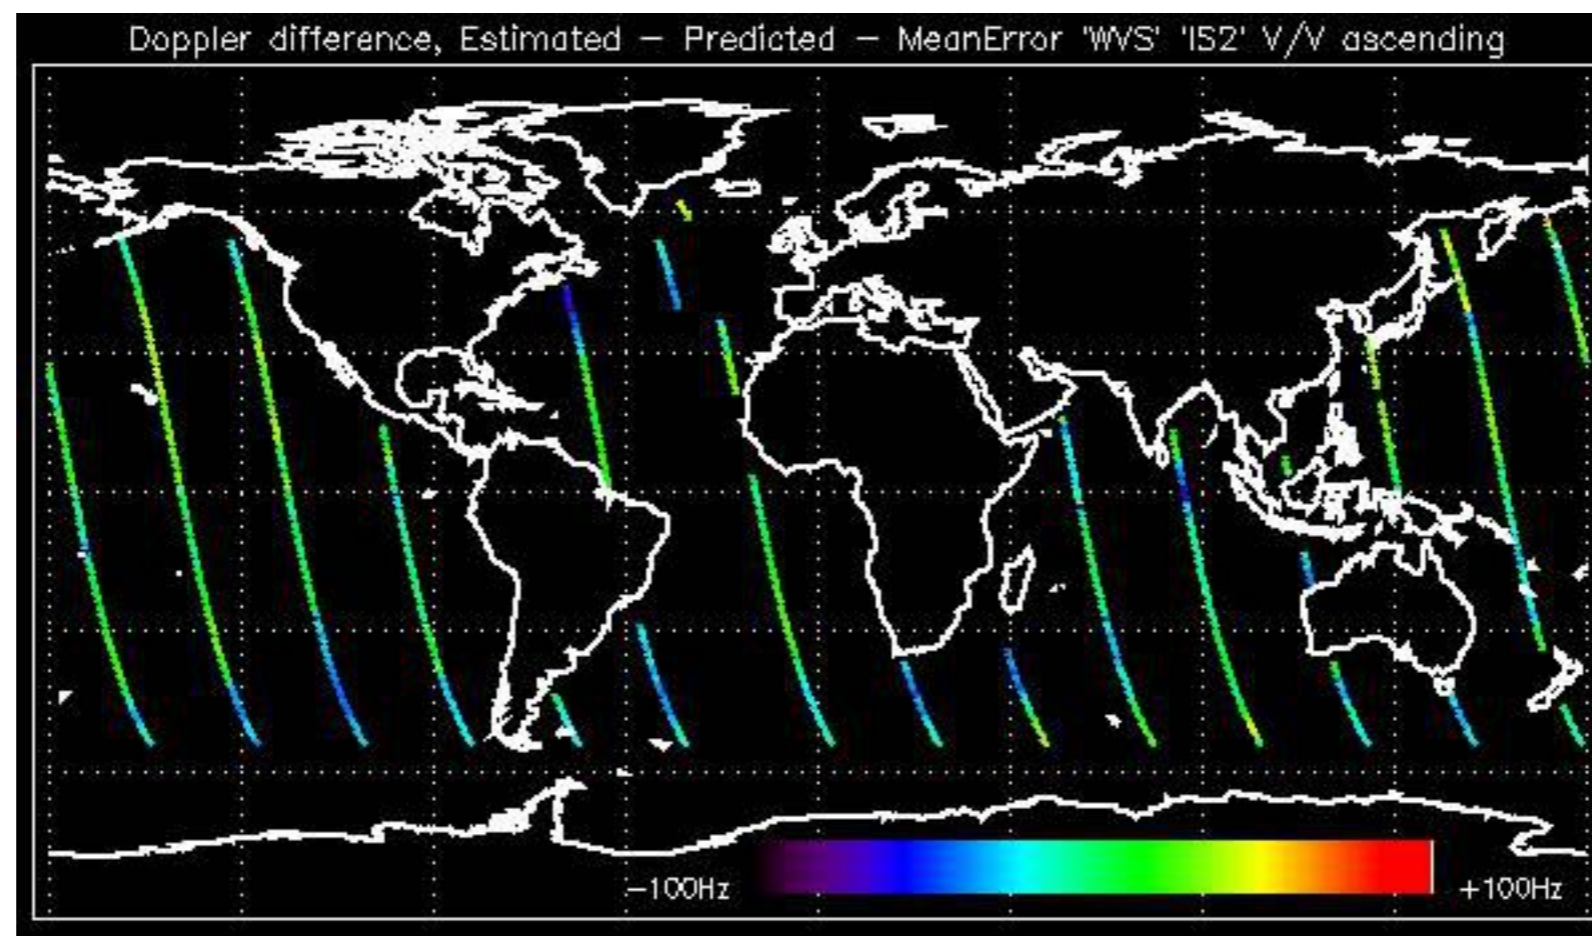 Doppler difference, Estimated – Predicted – MeanError 'WVS' 'IS2' V/V ascending
−100Hz
+100Hz